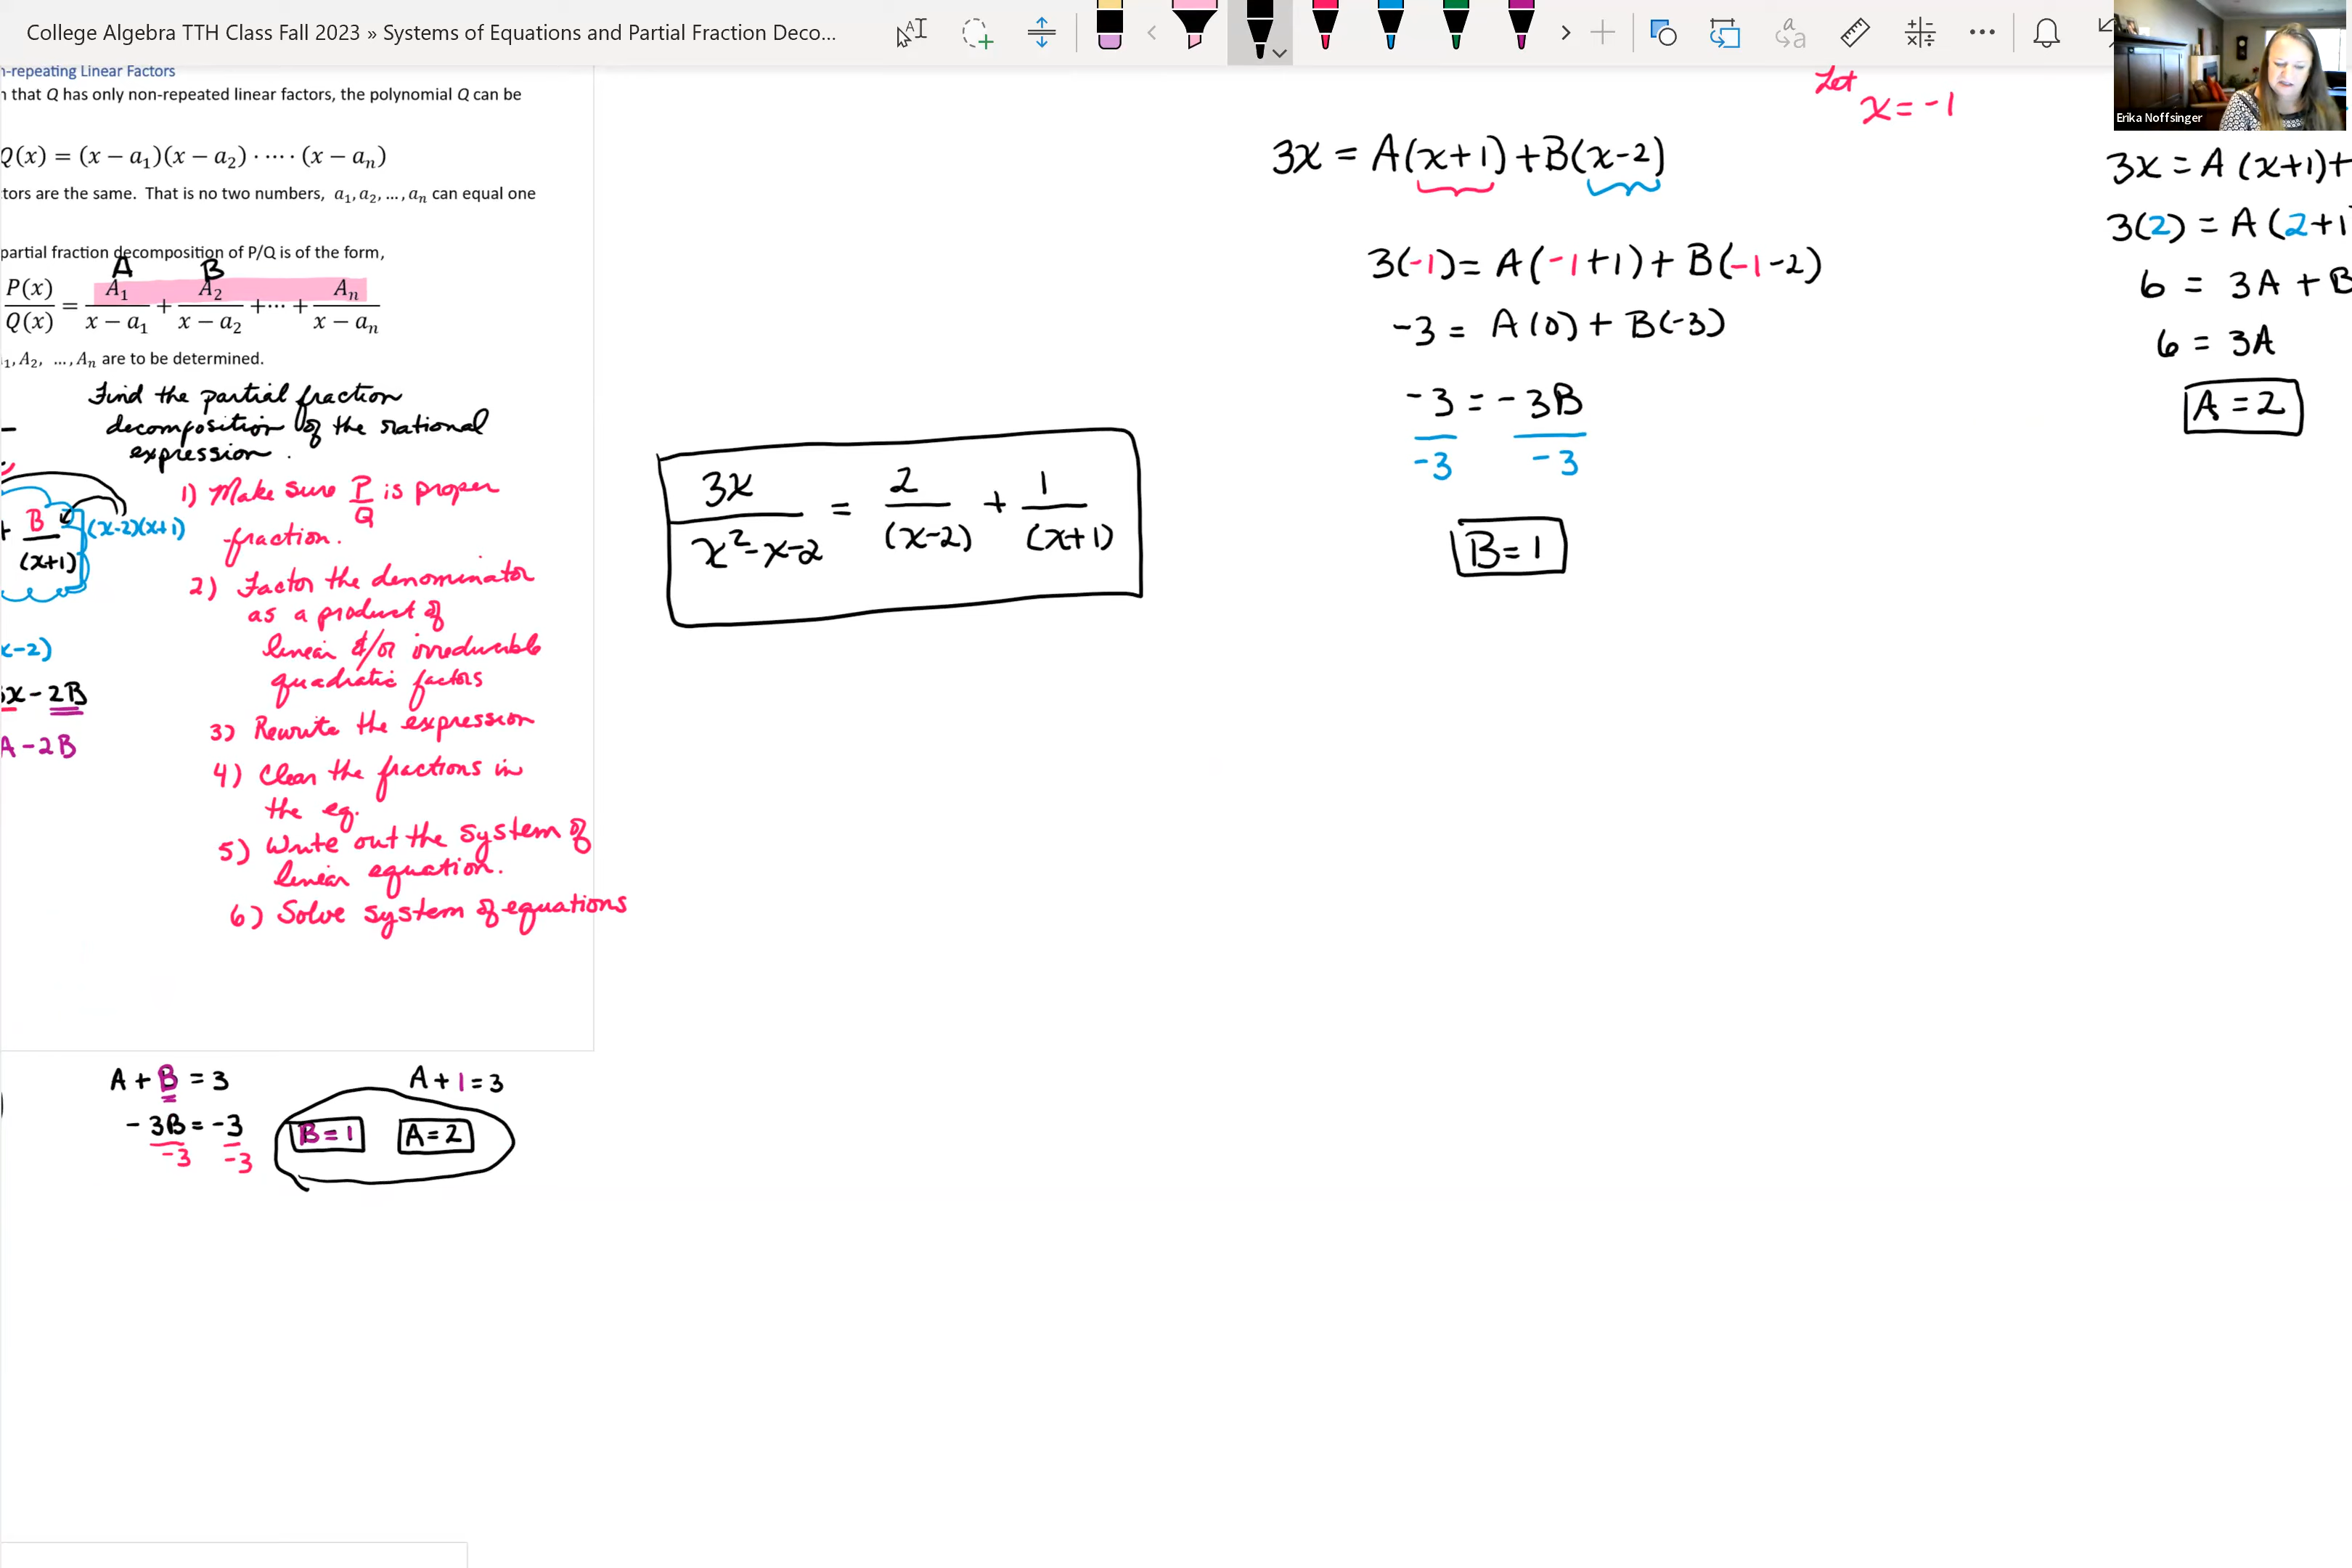 College Algebra TTH Class Fall 2023 » Systems of Equations and Partial Fraction Deco...
n-repeating Linear Factors
n that Q has only non-repeated linear factors, the polynomial Q can be
Q(x) = (x − a₁)(x − a₂) · ⋯ · (x − aₙ)
tors are the same. That is no two numbers, a₁, a₂, ..., aₙ can equal one
partial fraction decomposition of P/Q is of the form,
A B
P(x)/Q(x) = A₁/(x − a₁) + A₂/(x − a₂) +⋯ + Aₙ/(x − aₙ)
₁, A₂, ..., Aₙ are to be determined.
Find the partial fraction
decomposition of the rational
expression.
1) Make sure P/Q is proper
fraction.
2) Factor the denominator
as a product of
linear &/or irreducible
quadratic factors
3) Rewrite the expression
4) Clear the fractions in
the eq.
5) Write out the system of
linear equation.
6) Solve system of equations
+ B/(x+1) (x-2)(x+1)
x-2)
x - 2B
A - 2B
A + B = 3
-3B = -3
-3 -3
B = 1
A + 1 = 3
A = 2
3x/(x²-x-2) = 2/(x-2) + 1/(x+1)
Let
x = -1
3x = A(x+1) + B(x-2)
3(-1) = A(-1+1) + B(-1-2)
-3 = A(0) + B(-3)
-3 = -3B
-3 -3
B = 1
Erika Noffsinger
3x = A(x+1)+
3(2) = A(2+1
6 = 3A + B
6 = 3A
A = 2